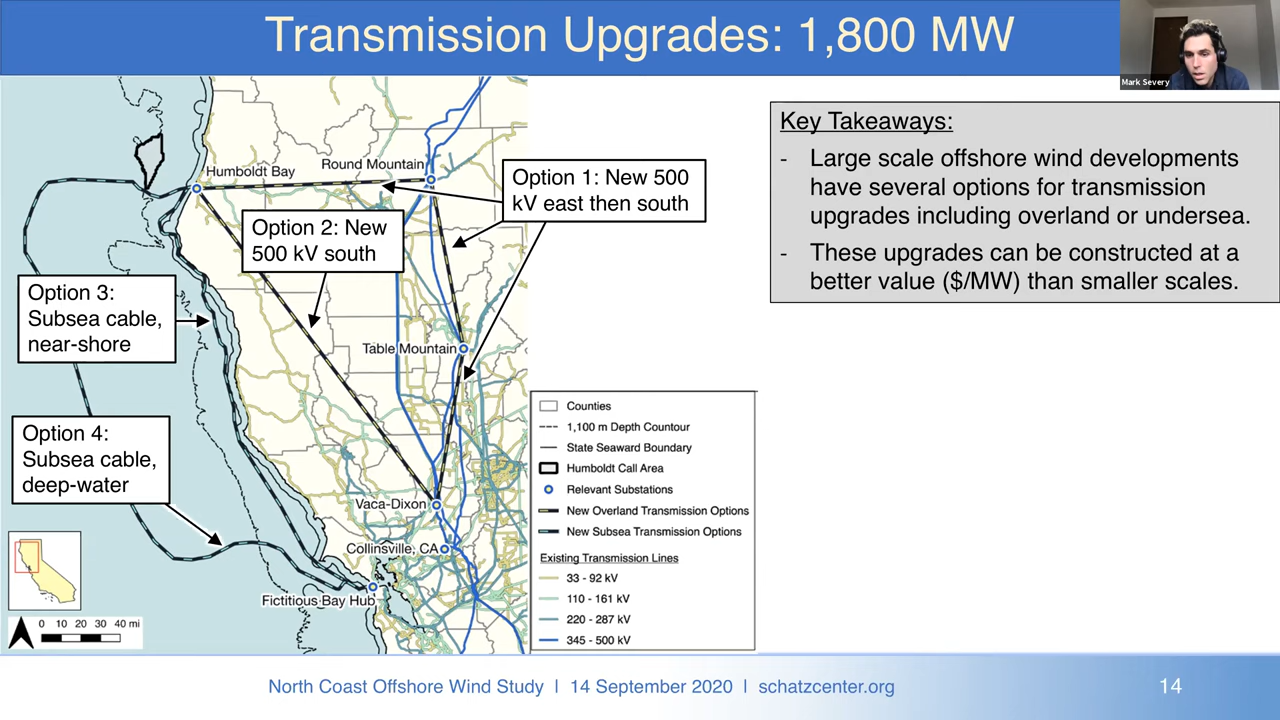 Transmission Upgrades: 1,800 MW
Mark Severy
Key Takeaways:
- Large scale offshore wind developments
have several options for transmission
upgrades including overland or undersea.
- These upgrades can be constructed at a
better value ($/MW) than smaller scales.
Humboldt Bay
Round Mountain
Option 1: New 500
kV east then south
Option 2: New
500 kV south
Option 3:
Subsea cable,
near-shore
Table Mountain
Option 4:
Subsea cable,
deep-water
Vaca-Dixon
Collinsville, CA
Fictitious Bay Hub
0 10 20 30 40 mi
Counties
1,100 m Depth Countour
State Seaward Boundary
Humboldt Call Area
Relevant Substations
New Overland Transmission Options
New Subsea Transmission Options
Existing Transmission Lines
33 - 92 kV
110 - 161 kV
220 - 287 kV
345 - 500 kV
North Coast Offshore Wind Study | 14 September 2020 | schatzcenter.org
14